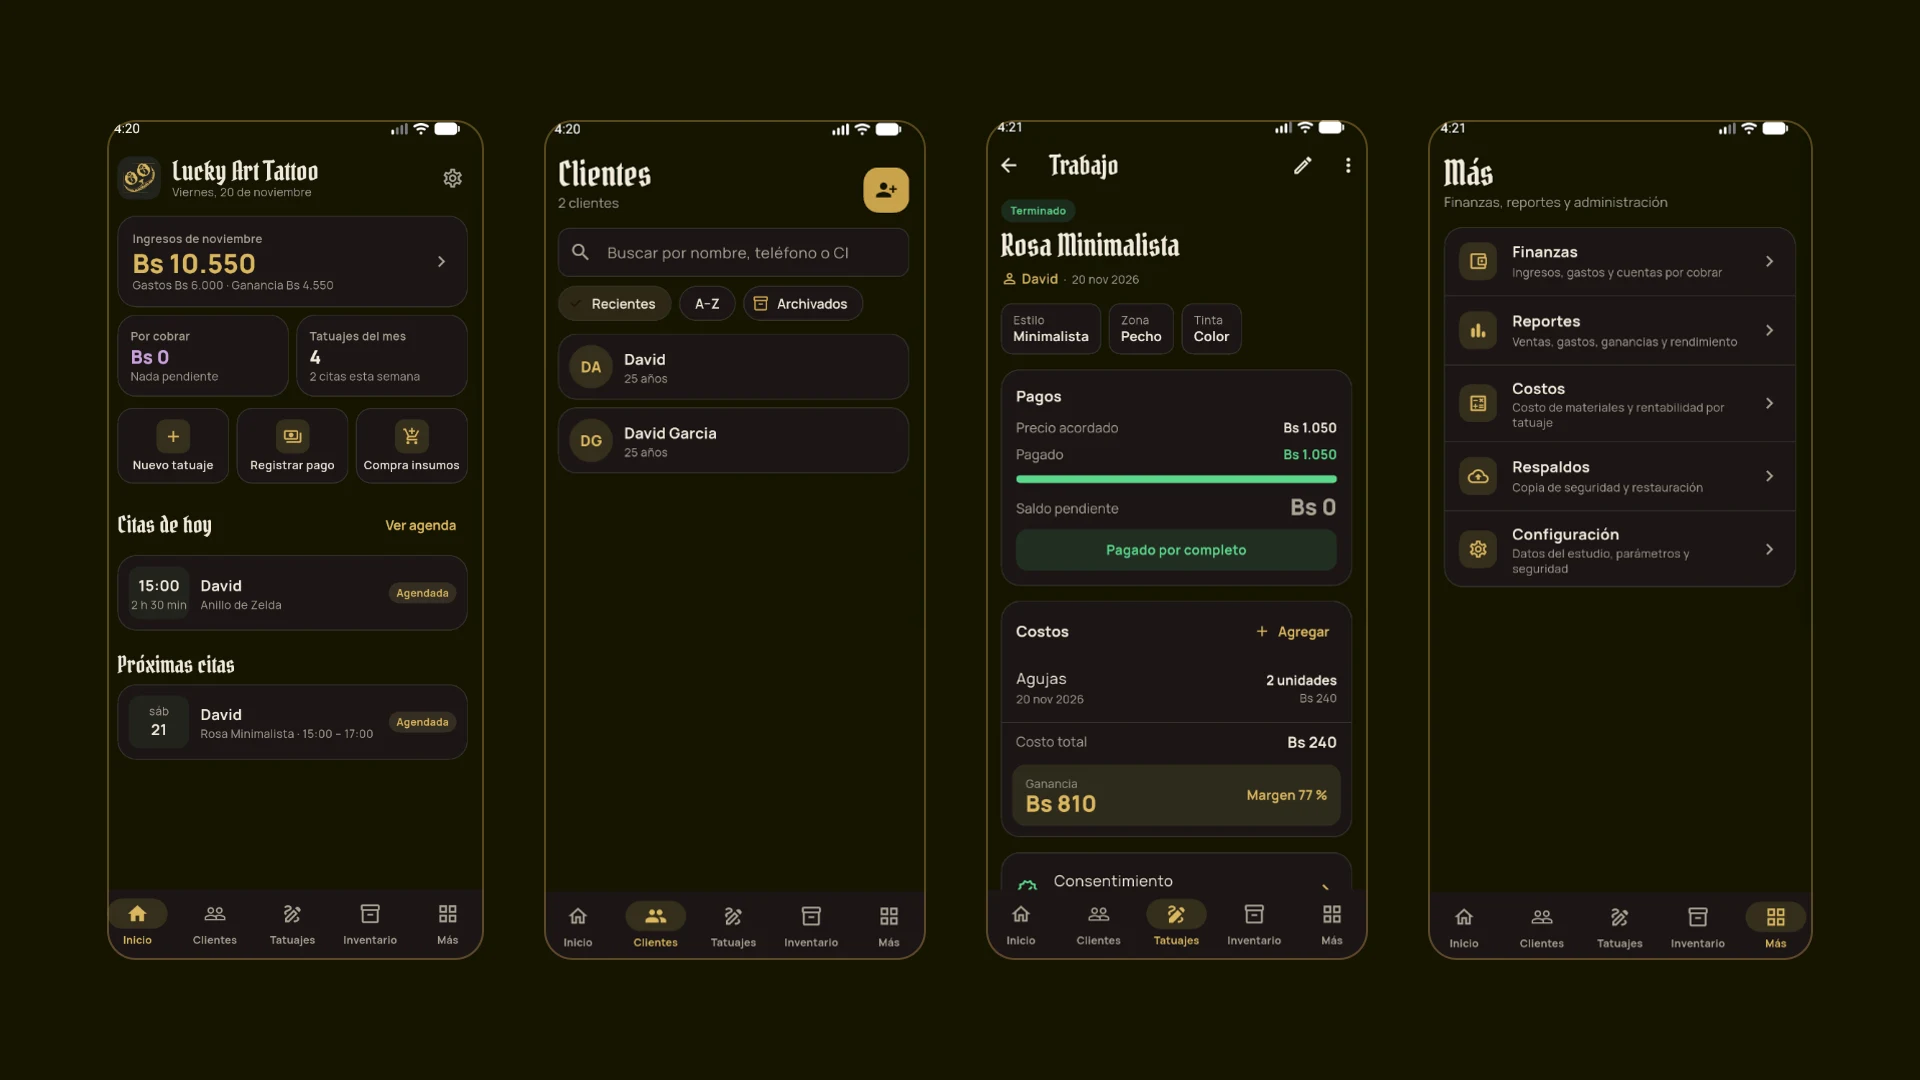 4:20
Lucky Art Tattoo
Viernes, 20 de noviembre
Ingresos de noviembre
Bs 10.550
Gastos Bs 6.000 · Ganancia Bs 4.550
Por cobrar
Bs 0
Nada pendiente
Tatuajes del mes
4
2 citas esta semana
Nuevo tatuaje
Registrar pago
Compra insumos
Citas de hoy
Ver agenda
15:00
2 h 30 min
David
Anillo de Zelda
Agendada
Próximas citas
sáb
21
David
Rosa Minimalista · 15:00 – 17:00
Agendada
Inicio
Clientes
Tatuajes
Inventario
Más
4:20
Clientes
2 clientes
Buscar por nombre, teléfono o CI
Recientes
A–Z
Archivados
DA
David
25 años
DG
David Garcia
25 años
Inicio
Clientes
Tatuajes
Inventario
Más
4:21
Trabajo
Terminado
Rosa Minimalista
David · 20 nov 2026
Estilo
Minimalista
Zona
Pecho
Tinta
Color
Pagos
Precio acordado Bs 1.050
Pagado Bs 1.050
Saldo pendiente Bs 0
Pagado por completo
Costos
+ Agregar
Agujas 2 unidades
20 nov 2026 Bs 240
Costo total Bs 240
Ganancia
Bs 810
Margen 77 %
Consentimiento
Inicio
Clientes
Tatuajes
Inventario
Más
4:21
Más
Finanzas, reportes y administración
Finanzas
Ingresos, gastos y cuentas por cobrar
Reportes
Ventas, gastos, ganancias y rendimiento
Costos
Costo de materiales y rentabilidad por
tatuaje
Respaldos
Copia de seguridad y restauración
Configuración
Datos del estudio, parámetros y
seguridad
Inicio
Clientes
Tatuajes
Inventario
Más